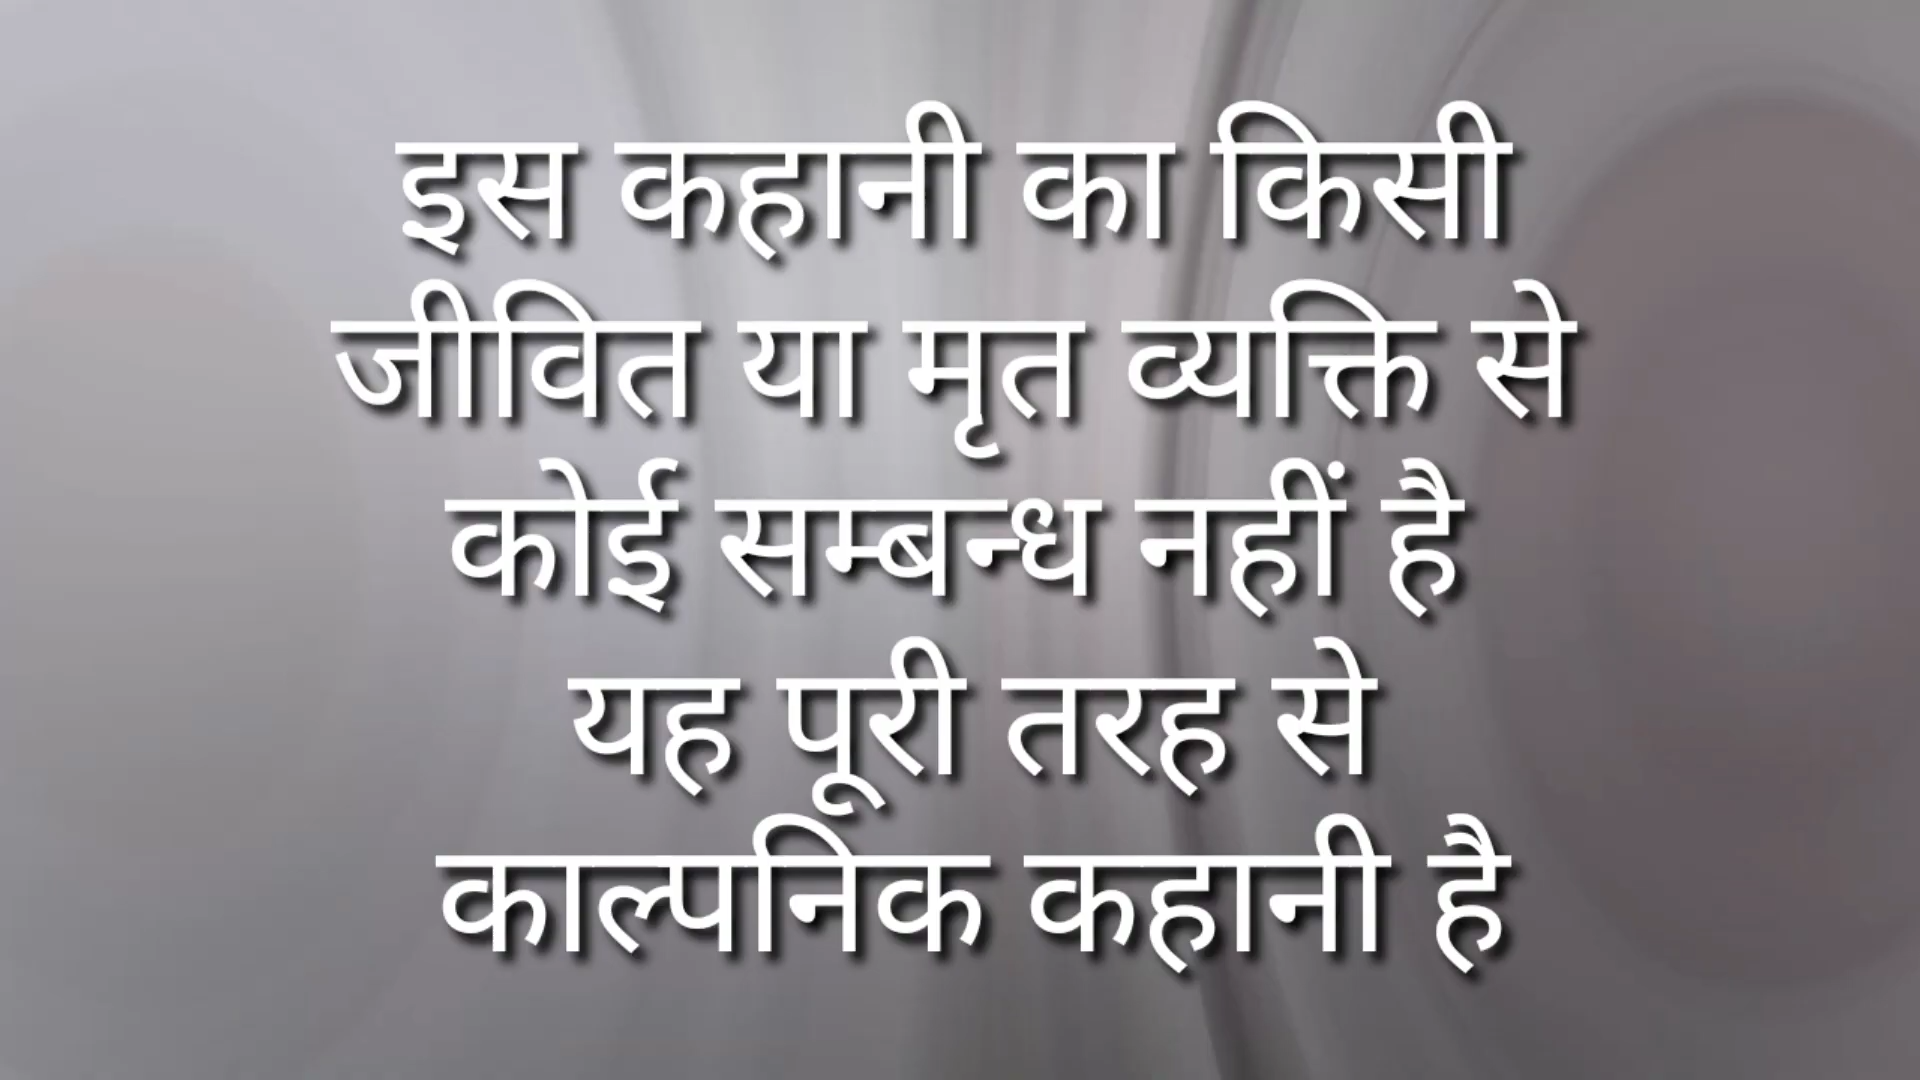 इस कहानी का किसी
जीवित या मृत व्यक्ति से
कोई सम्बन्ध नहीं है
यह पूरी तरह से
काल्पनिक कहानी है